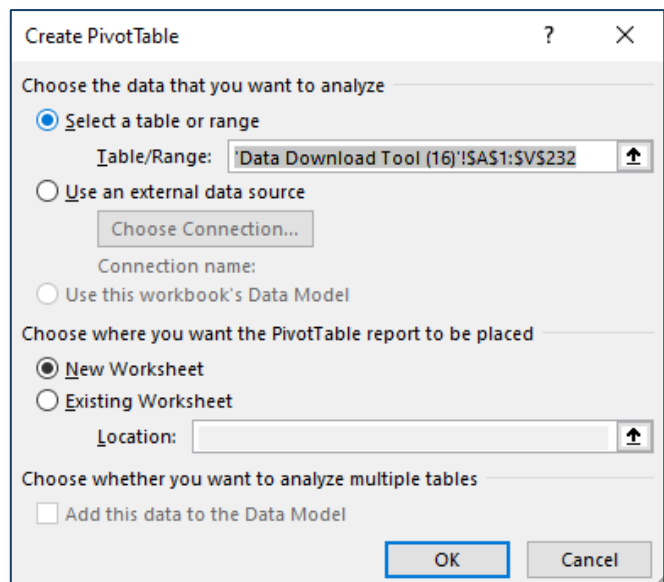 Create PivotTable ? ✕
Choose the data that you want to analyze
Select a table or range
Table/Range: 'Data Download Tool (16)'!$A$1:$V$232
Use an external data source
Choose Connection...
Connection name:
Use this workbook's Data Model
Choose where you want the PivotTable report to be placed
New Worksheet
Existing Worksheet
Location:
Choose whether you want to analyze multiple tables
Add this data to the Data Model
OK Cancel